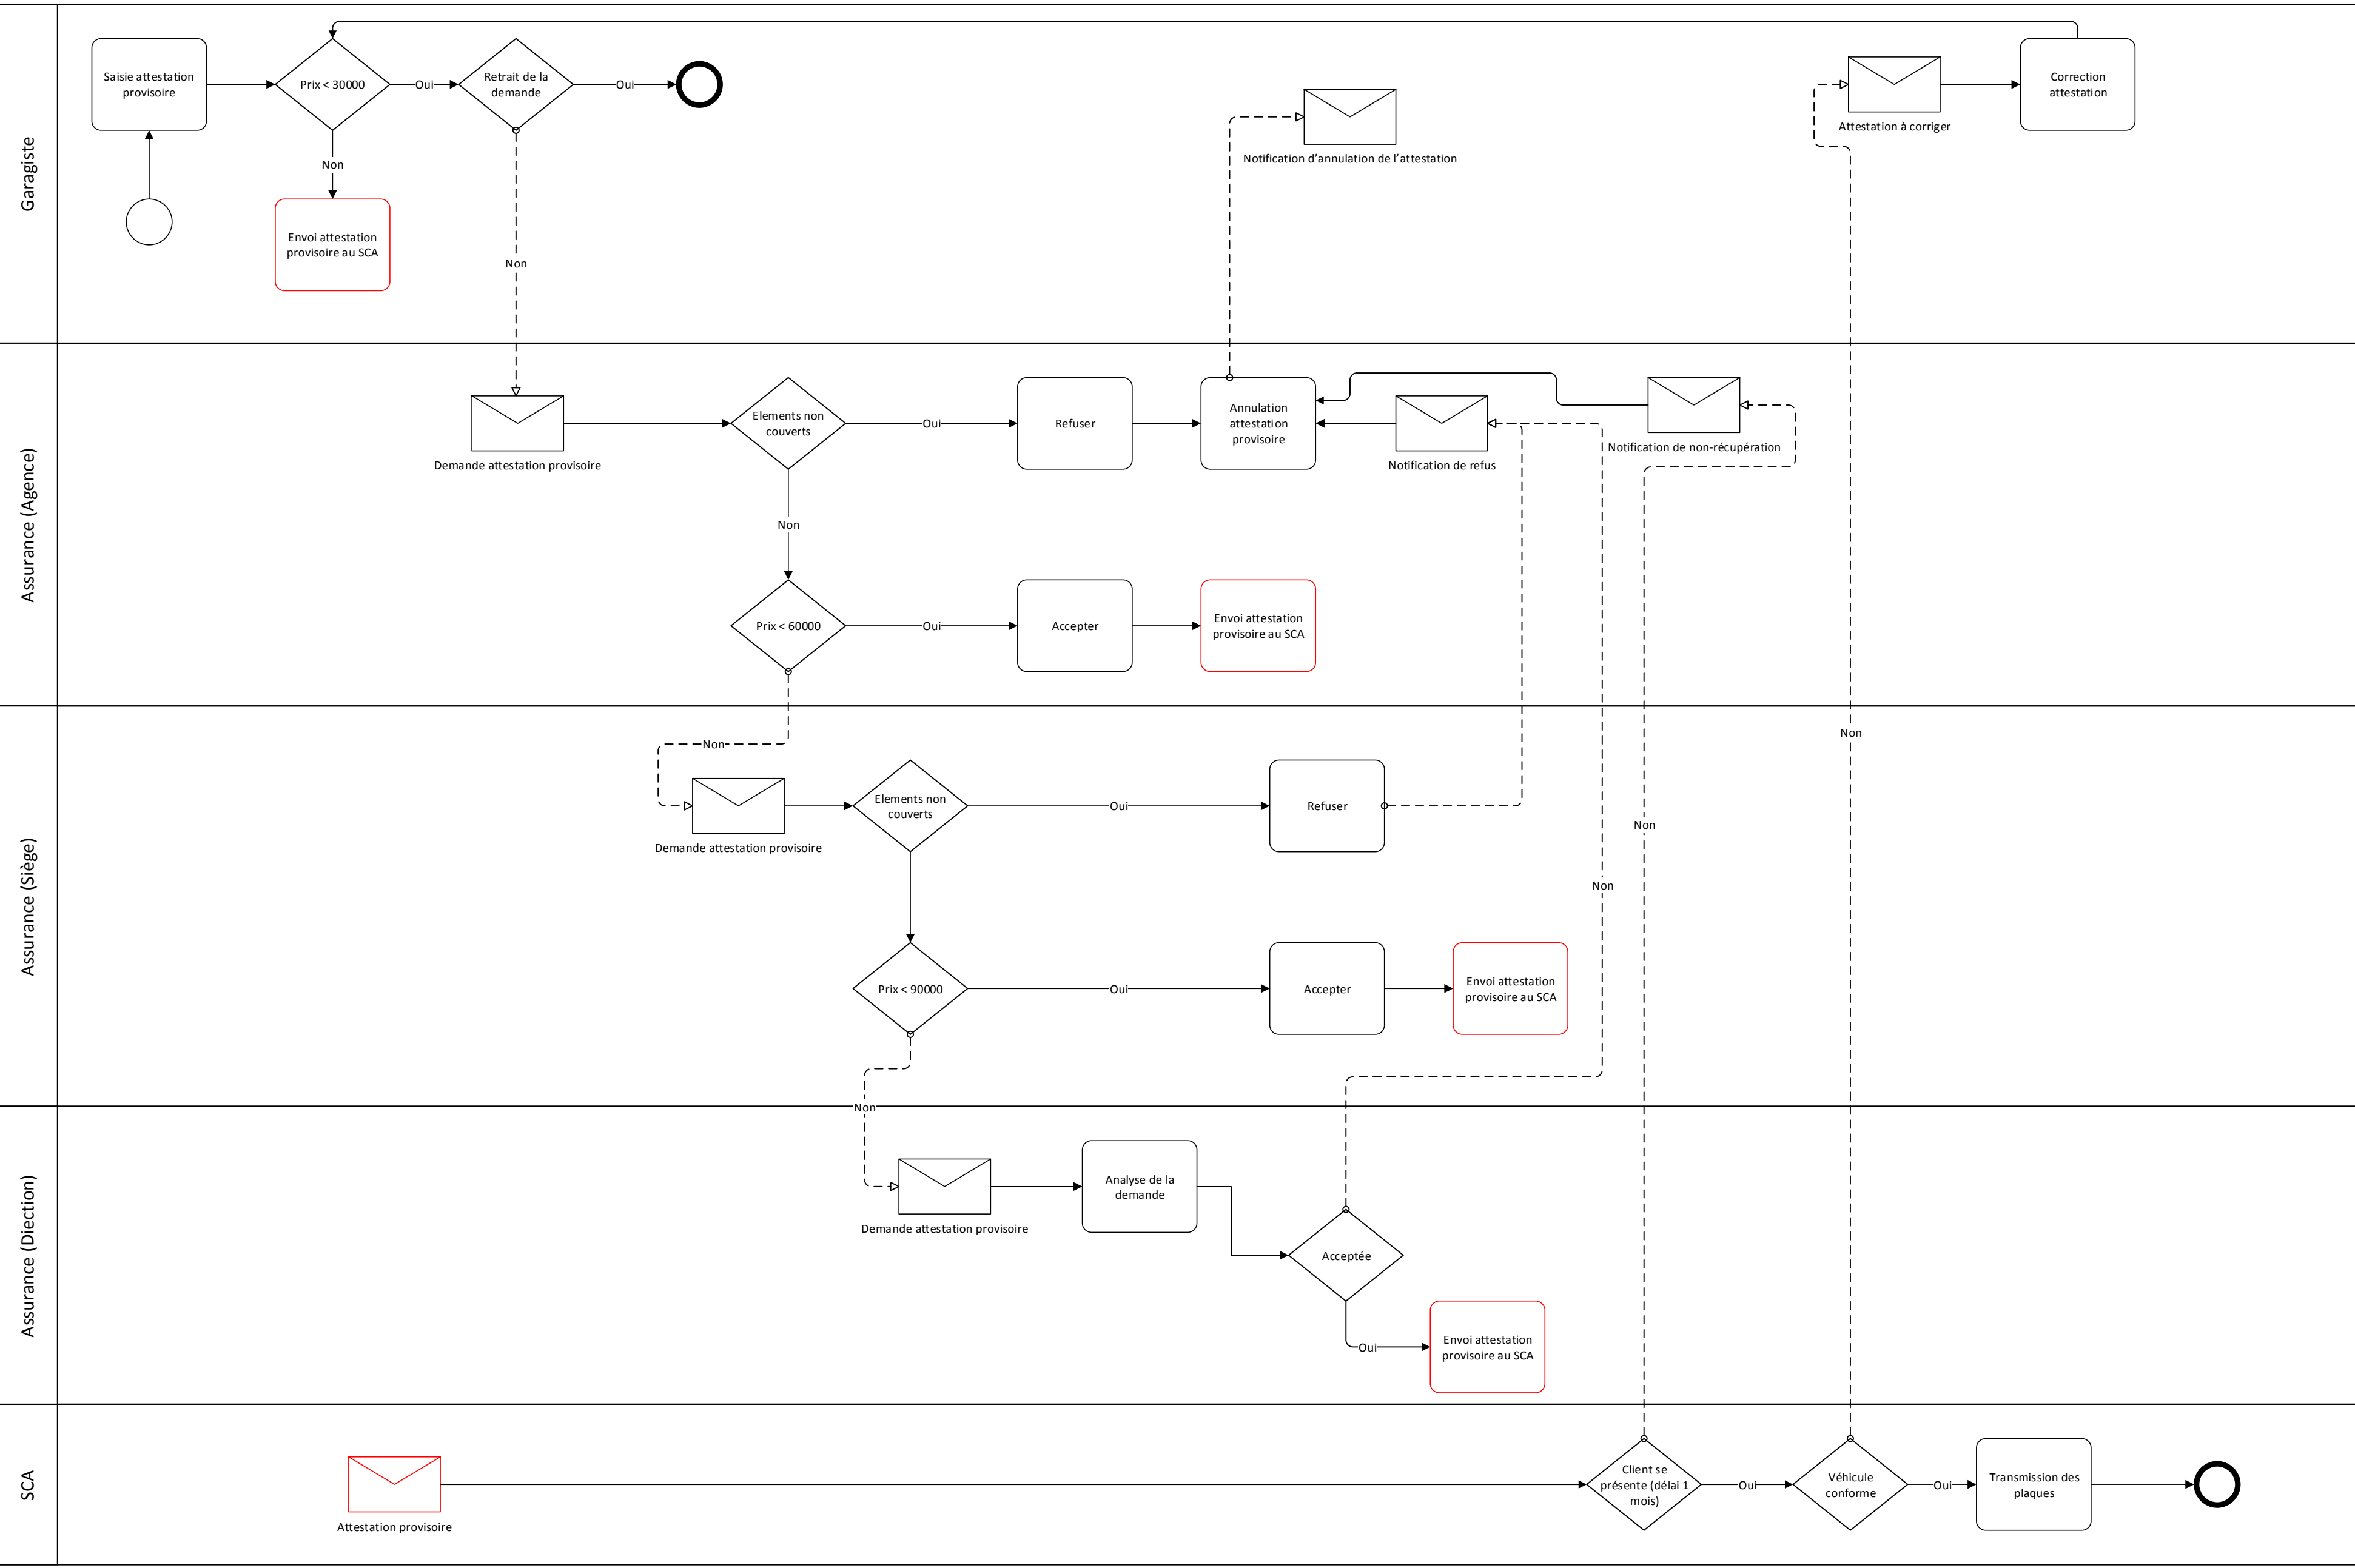 Garagiste
Saisie attestation
provisoire
Prix < 30000
Oui
Retrait de la
demande
Oui
Non
Envoi attestation
provisoire au SCA
Non
Notification d'annulation de l'attestation
Attestation à corriger
Correction
attestation
Assurance (Agence)
Demande attestation provisoire
Elements non
couverts
Oui
Refuser
Annulation
attestation
provisoire
Notification de refus
Notification de non-récupération
Non
Prix < 60000
Oui
Accepter
Envoi attestation
provisoire au SCA
Assurance (Siège)
Non
Demande attestation provisoire
Elements non
couverts
Oui
Refuser
Non
Non
Non
Prix < 90000
Oui
Accepter
Envoi attestation
provisoire au SCA
Non
Assurance (Diection)
Demande attestation provisoire
Analyse de la
demande
Acceptée
Oui
Envoi attestation
provisoire au SCA
SCA
Attestation provisoire
Client se
présente (délai 1
mois)
Oui
Véhicule
conforme
Oui
Transmission des
plaques